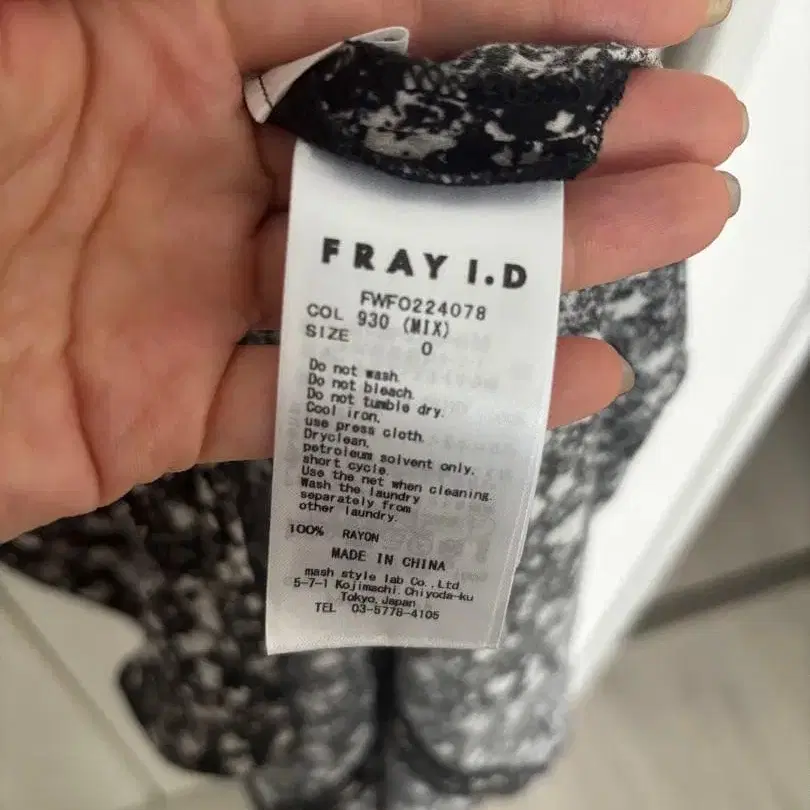 FRAY I.D
FWFO224078
COL 930 (MIX)
SIZE 0
Do not wash.
Do not bleach.
Do not tumble dry.
Cool iron.
use press cloth.
Dryclean,
petroleum solvent only.
short cycle.
Use the net when cleaning.
Wash the laundry
separately from
other laundry.
100% RAYON
MADE IN CHINA
mash style lab Co.,Ltd
5-7-1 Kojimachi.Chiyoda-ku
Tokyo.Japan
TEL 03-5778-4105